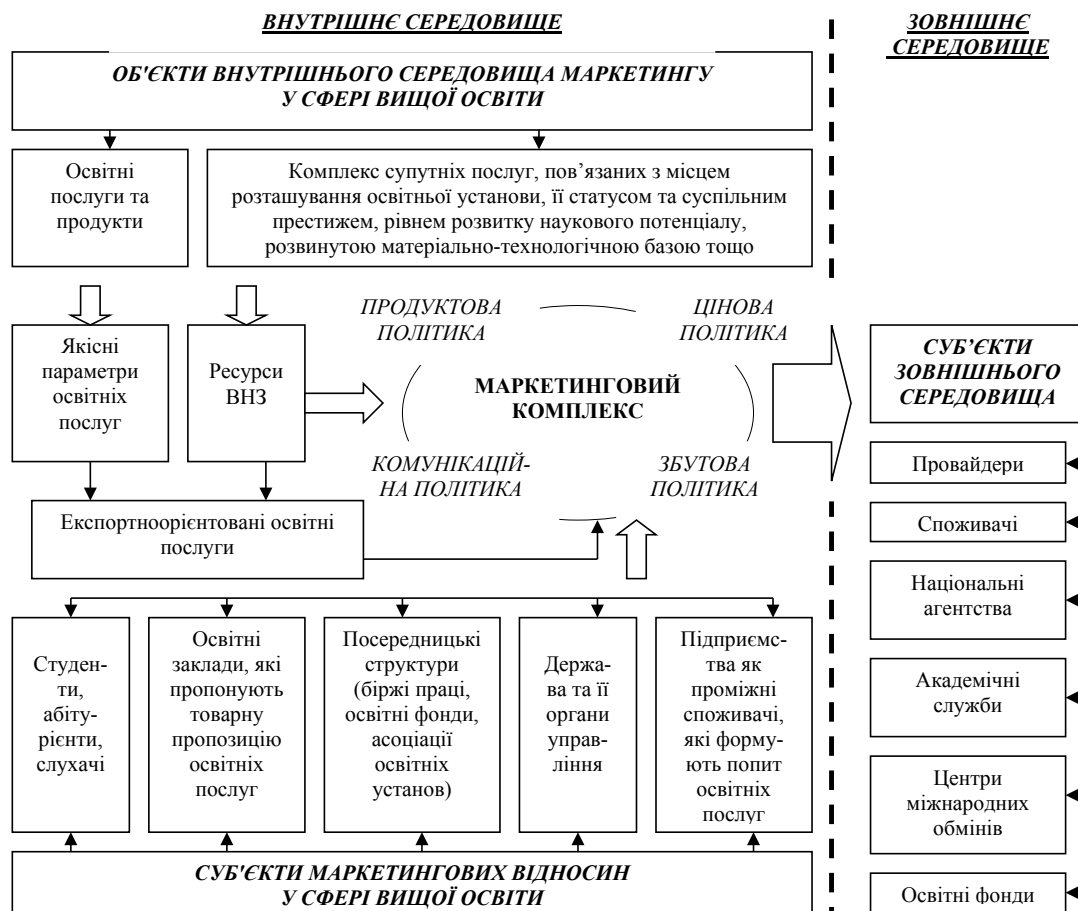 ВНУТРІШНЄ СЕРЕДОВИЩЕ
ЗОВНІШНЄ
СЕРЕДОВИЩЕ
ОБ'ЄКТИ ВНУТРІШНЬОГО СЕРЕДОВИЩА МАРКЕТИНГУ
У СФЕРІ ВИЩОЇ ОСВІТИ
Освітні
послуги та
продукти
Комплекс супутніх послуг, пов’язаних з місцем
розташування освітньої установи, її статусом та суспільним
престижем, рівнем розвитку наукового потенціалу,
розвинутою матеріально-технологічною базою тощо
Якісні
параметри
освітніх
послуг
Ресурси
ВНЗ
ПРОДУКТОВА
ПОЛІТИКА
ЦІНОВА
ПОЛІТИКА
МАРКЕТИНГОВИЙ
КОМПЛЕКС
КОМУНІКАЦІЙ-
НА ПОЛІТИКА
ЗБУТОВА
ПОЛІТИКА
СУБ’ЄКТИ
ЗОВНІШНЬОГО
СЕРЕДОВИЩА
Експортноорієнтовані освітні
послуги
Провайдери
Споживачі
Національні
агентства
Академічні
служби
Центри
міжнародних
обмінів
Освітні фонди
Студен-
ти,
абіту-
рієнти,
слухачі
Освітні
заклади, які
пропонують
товарну
пропозицію
освітніх
послуг
Посередницькі
структури
(біржі праці,
освітні фонди,
асоціації
освітніх
установ)
Держа-
ва та її
органи
управ-
ління
Підприємс-
тва як
проміжні
споживачі,
які форму-
ють попит
освітніх
послуг
СУБ'ЄКТИ МАРКЕТИНГОВИХ ВІДНОСИН
У СФЕРІ ВИЩОЇ ОСВІТИ